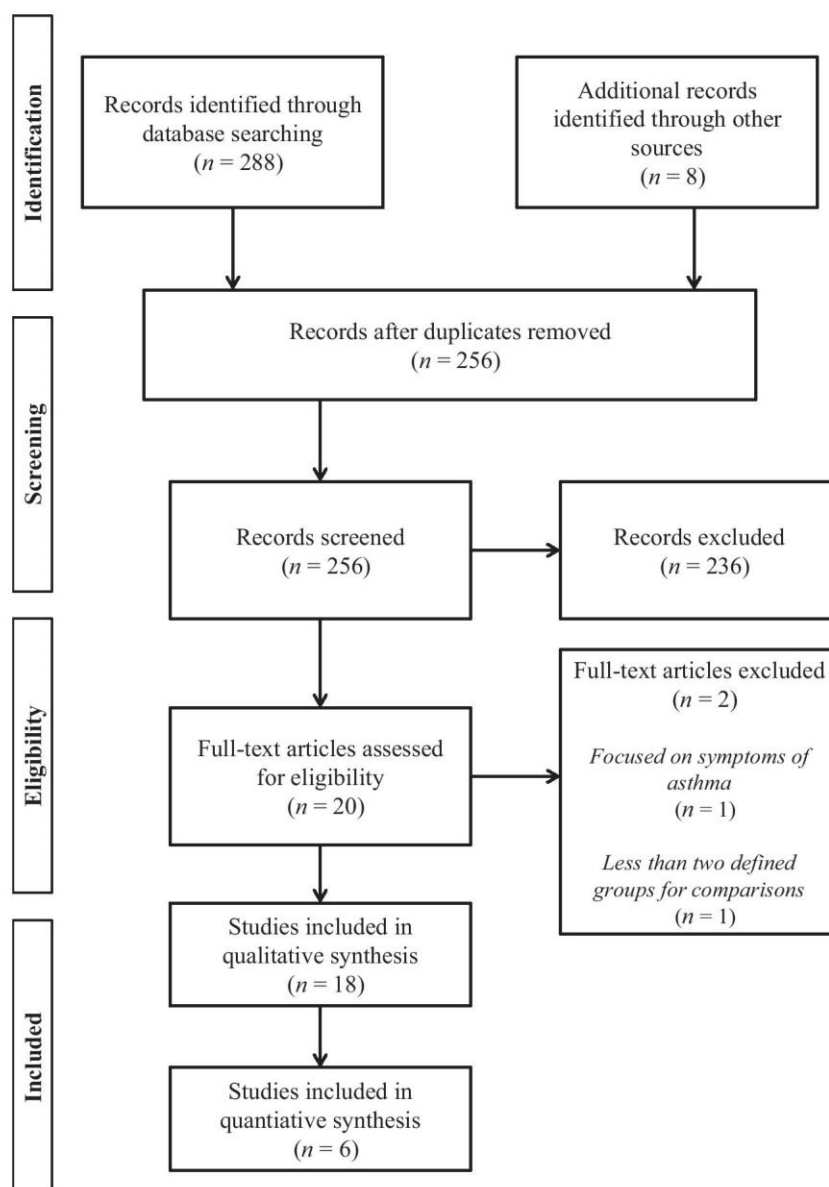 Identification
Records identified through
database searching
(n = 288)
Additional records
identified through other
sources
(n = 8)
Records after duplicates removed
(n = 256)
Screening
Records screened
(n = 256)
Records excluded
(n = 236)
Eligibility
Full-text articles assessed
for eligibility
(n = 20)
Full-text articles excluded
(n = 2)
Focused on symptoms of
asthma
(n = 1)
Less than two defined
groups for comparisons
(n = 1)
Included
Studies included in
qualitative synthesis
(n = 18)
Studies included in
quantiative synthesis
(n = 6)